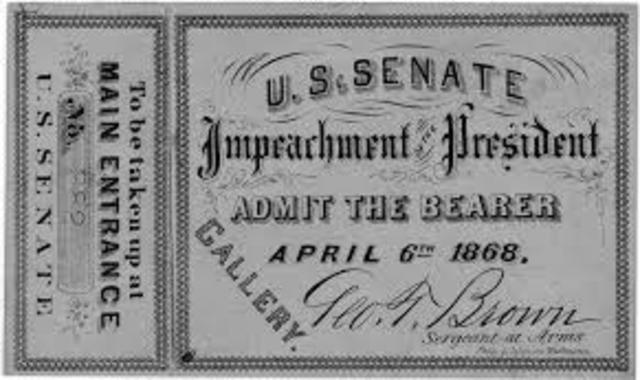 To be taken up at
MAIN ENTRANCE
No.
U.S. SENATE
U.S. SENATE
Impeachment OF THE President
ADMIT THE BEARER
APRIL 6TH 1868.
GALLERY.
Geo. T. Brown
Sergeant-at-Arms